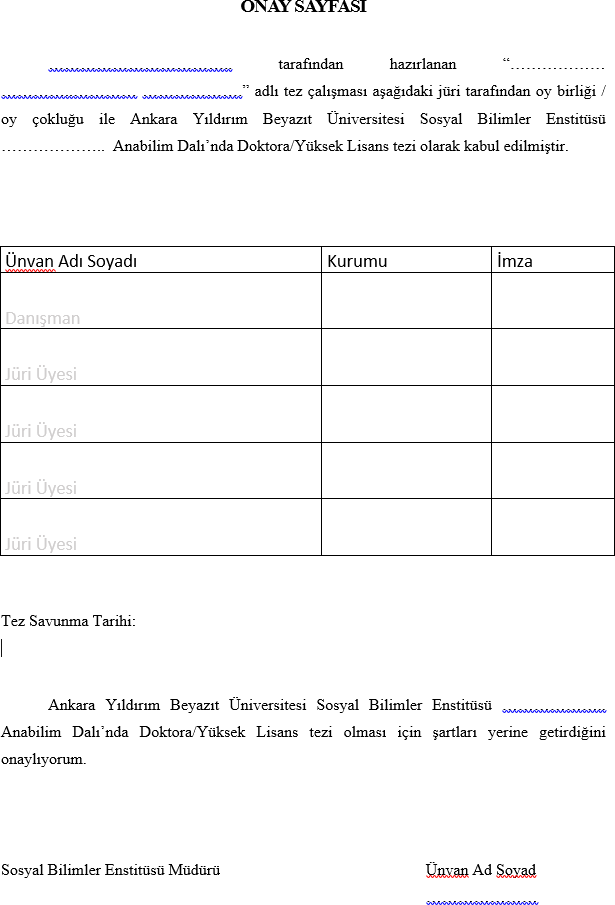 ONAY SAYFASI
tarafından hazırlanan “………………
” adlı tez çalışması aşağıdaki jüri tarafından oy birliği /
oy çokluğu ile Ankara Yıldırım Beyazıt Üniversitesi Sosyal Bilimler Enstitüsü
……………….. Anabilim Dalı’nda Doktora/Yüksek Lisans tezi olarak kabul edilmiştir.
Ünvan Adı Soyadı Kurumu İmza
Danışman
Jüri Üyesi
Jüri Üyesi
Jüri Üyesi
Jüri Üyesi
Tez Savunma Tarihi:
Ankara Yıldırım Beyazıt Üniversitesi Sosyal Bilimler Enstitüsü
Anabilim Dalı’nda Doktora/Yüksek Lisans tezi olması için şartları yerine getirdiğini
onaylıyorum.
Sosyal Bilimler Enstitüsü Müdürü Ünvan Ad Soyad